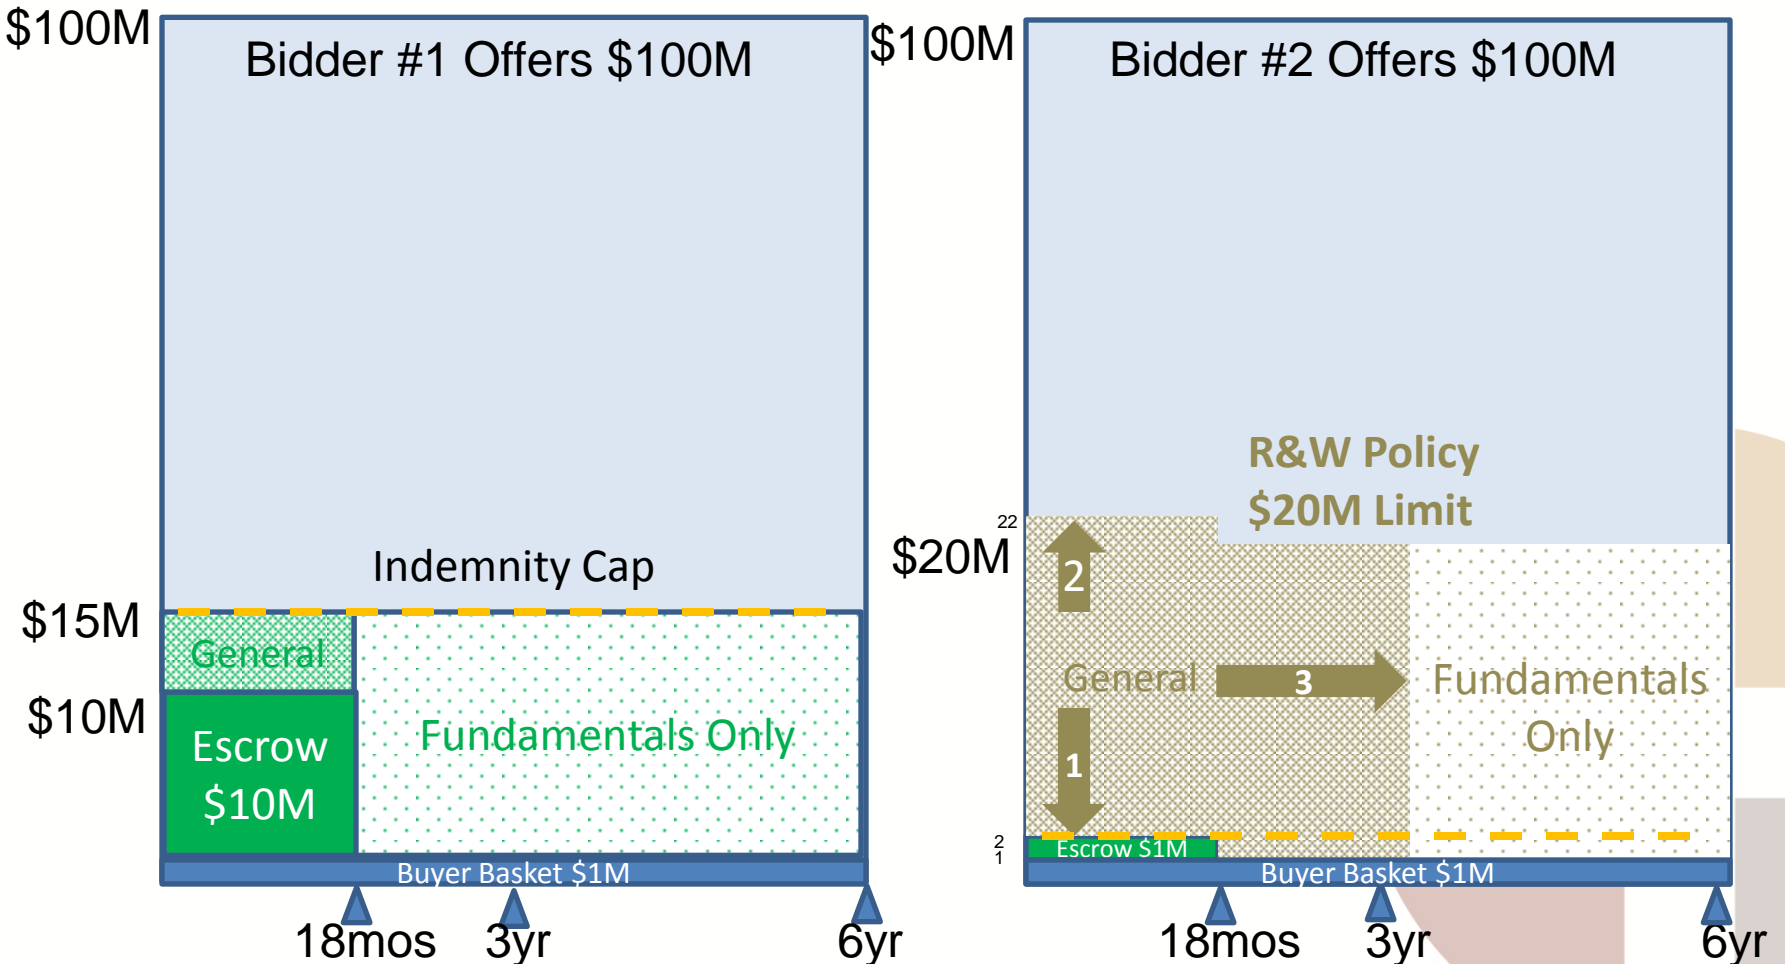 $100M
Bidder #1 Offers $100M
Indemnity Cap
$15M
General
$10M
Escrow
$10M
Fundamentals Only
Buyer Basket $1M
18mos
3yr
6yr
$100M
Bidder #2 Offers $100M
R&W Policy
$20M Limit
22
$20M
2
General
3
Fundamentals
Only
1
2
1
Escrow $1M
Buyer Basket $1M
18mos
3yr
6yr